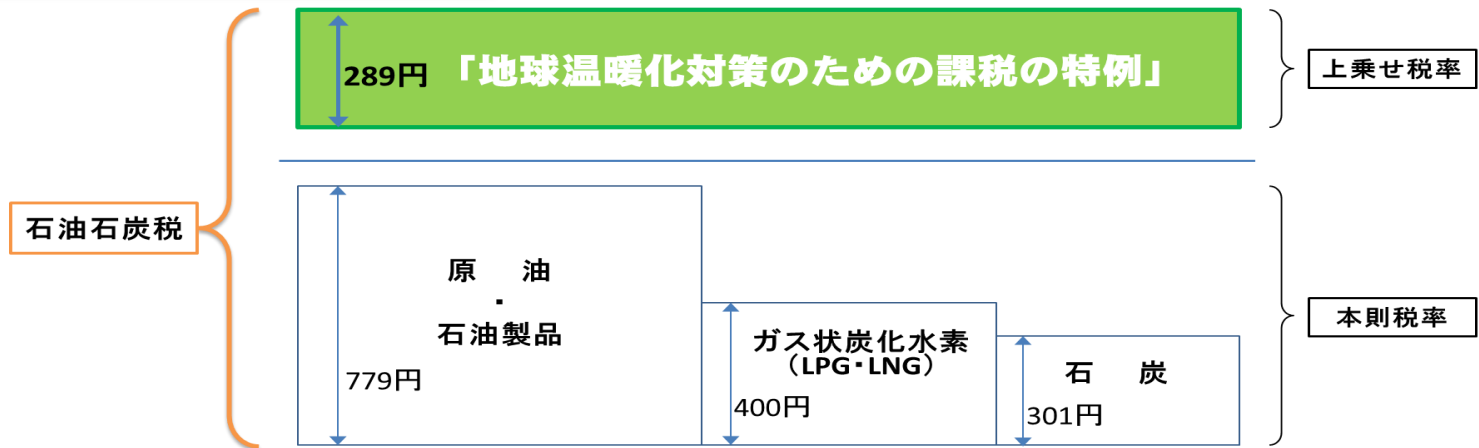 289円
「地球温暖化対策のための課税の特例」
上乗せ税率
石油石炭税
原　油
・
石油製品
779円
ガス状炭化水素
（LPG・LNG）
400円
石　炭
301円
本則税率